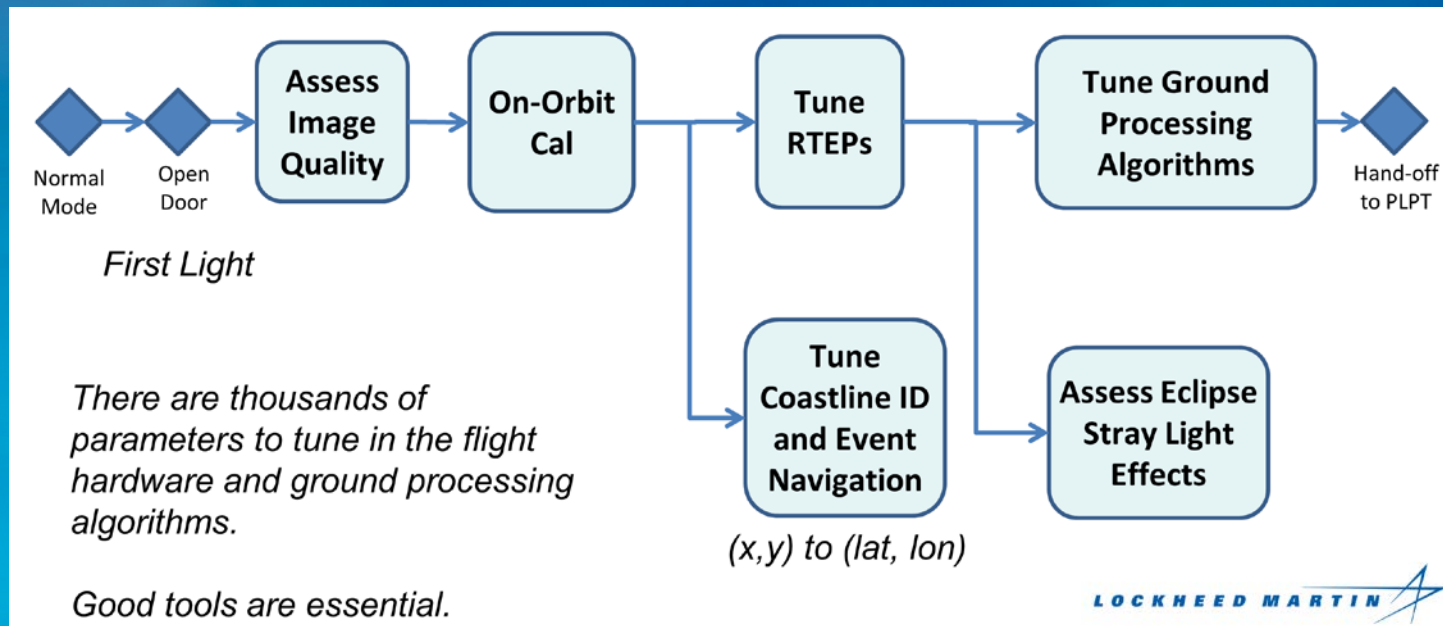 Normal
Mode
Open
Door
Assess
Image
Quality
On-Orbit
Cal
Tune
RTEPs
Tune Ground
Processing
Algorithms
Hand-off
to PLPT
First Light
Tune
Coastline ID
and Event
Navigation
(x,y) to (lat, lon)
Assess Eclipse
Stray Light
Effects
There are thousands of
parameters to tune in the flight
hardware and ground processing
algorithms.
Good tools are essential.
LOCKHEED MARTIN